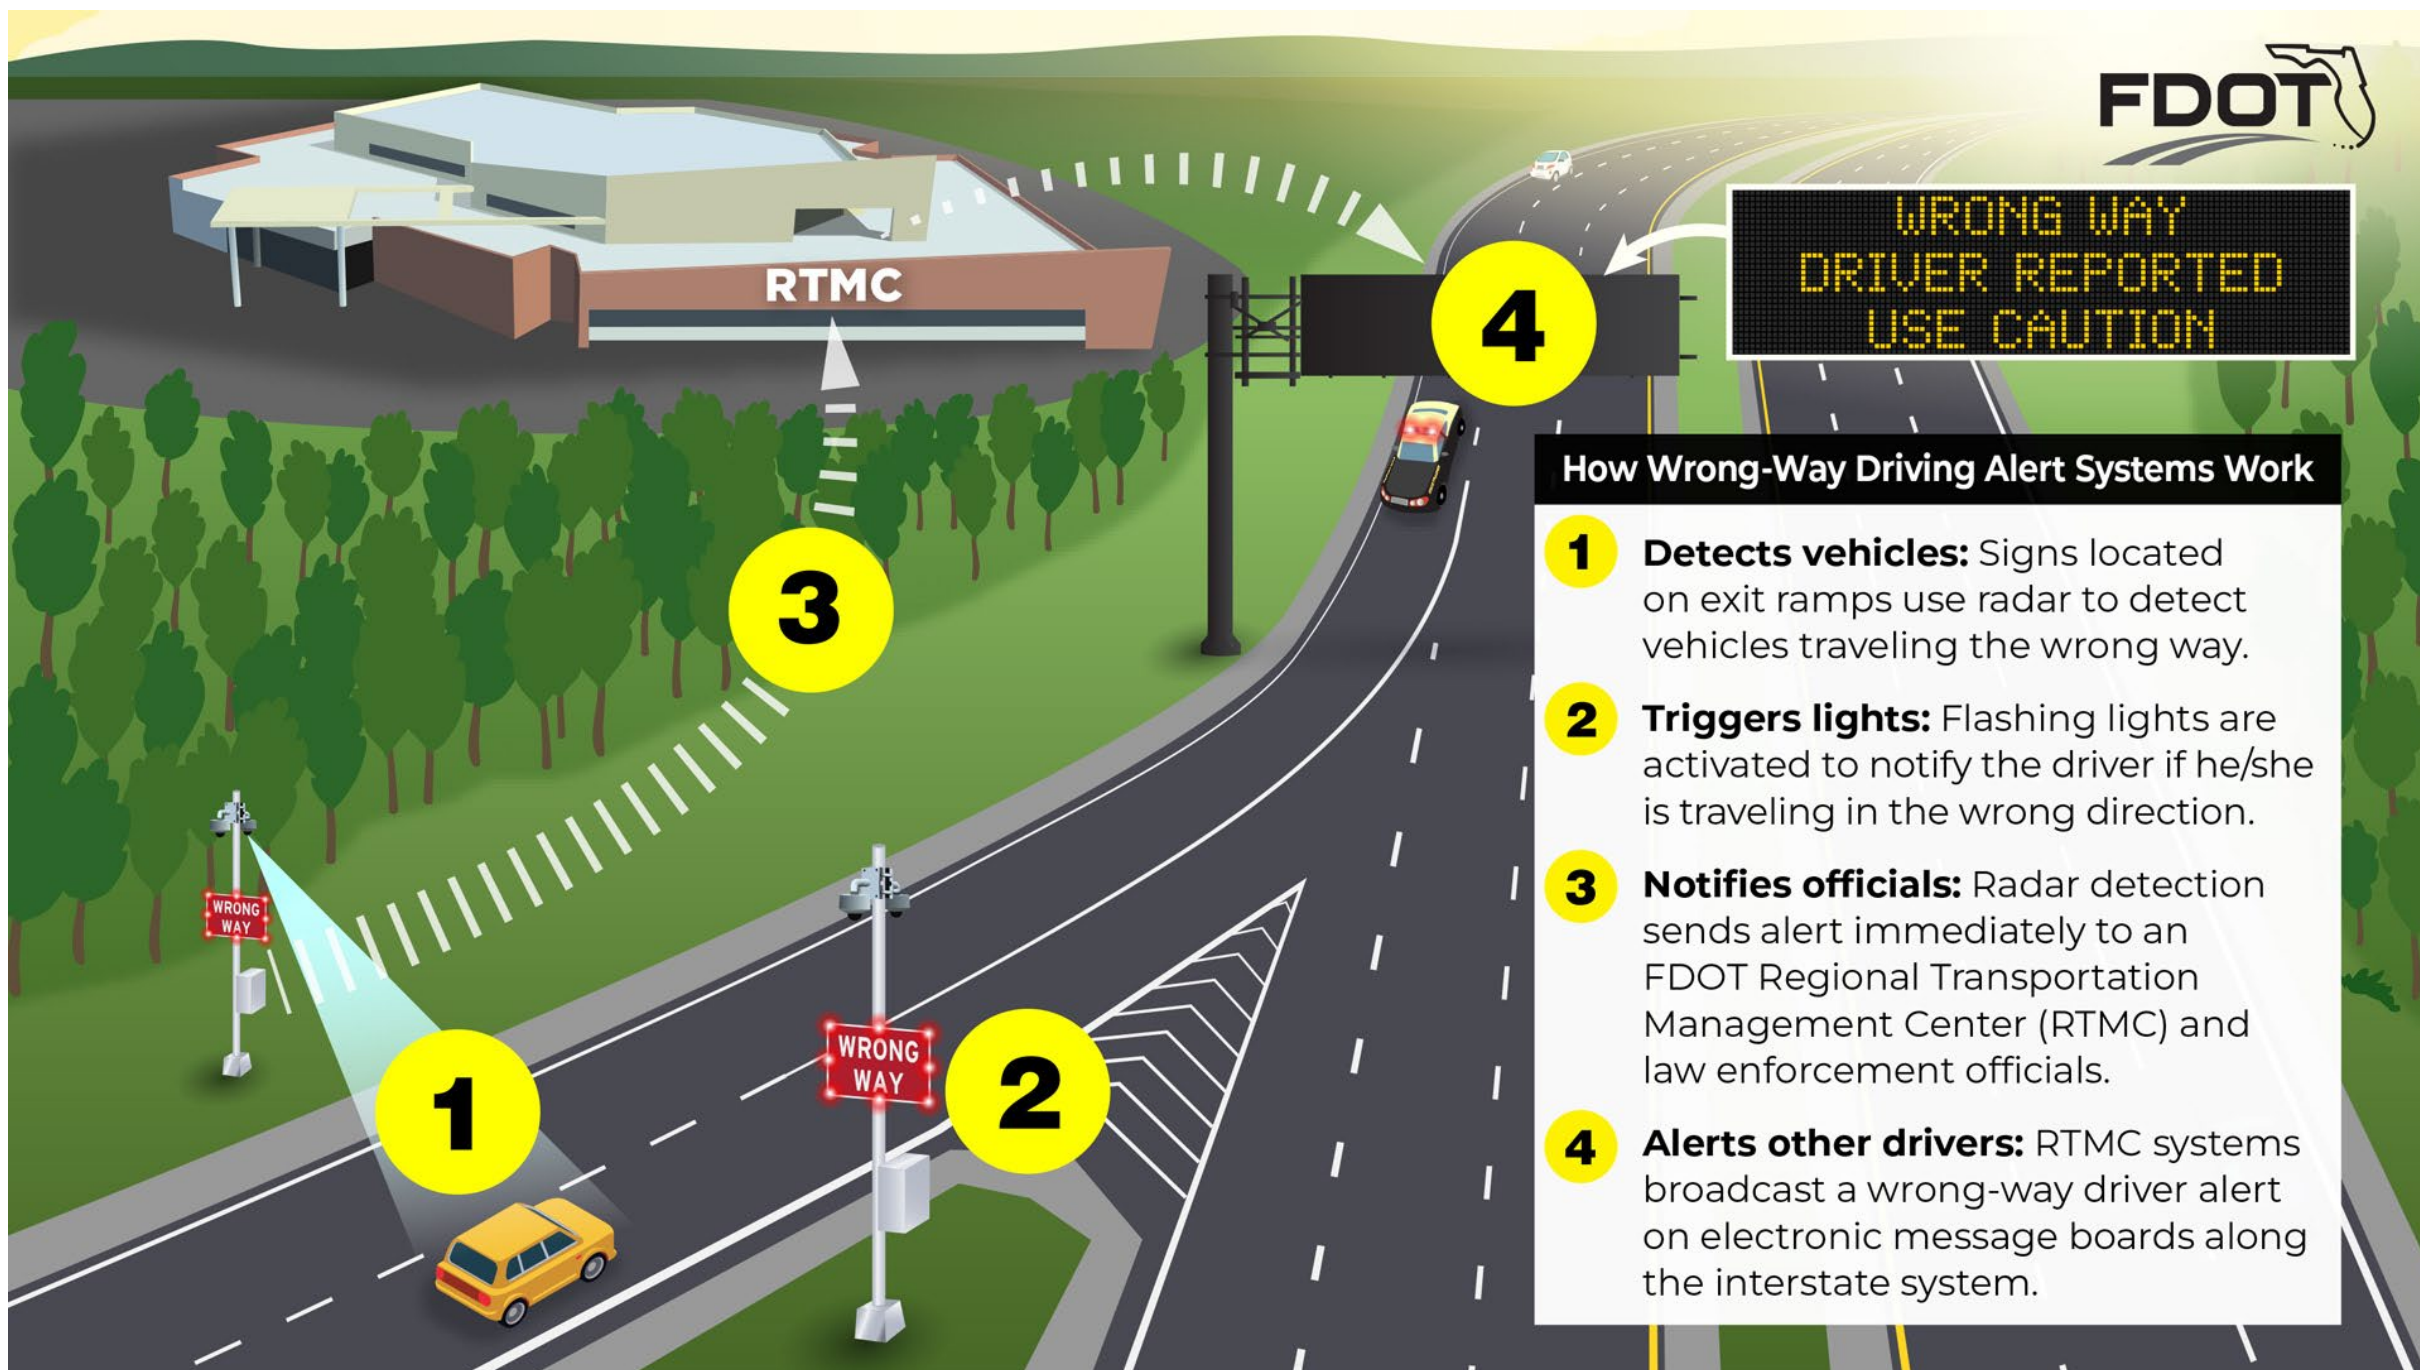 FDOT
WRONG WAY
DRIVER REPORTED
USE CAUTION
RTMC
4
3
WRONG
WAY
1
WRONG
WAY
2
How Wrong-Way Driving Alert Systems Work
1 Detects vehicles: Signs located
on exit ramps use radar to detect
vehicles traveling the wrong way.
2 Triggers lights: Flashing lights are
activated to notify the driver if he/she
is traveling in the wrong direction.
3 Notifies officials: Radar detection
sends alert immediately to an
FDOT Regional Transportation
Management Center (RTMC) and
law enforcement officials.
4 Alerts other drivers: RTMC systems
broadcast a wrong-way driver alert
on electronic message boards along
the interstate system.